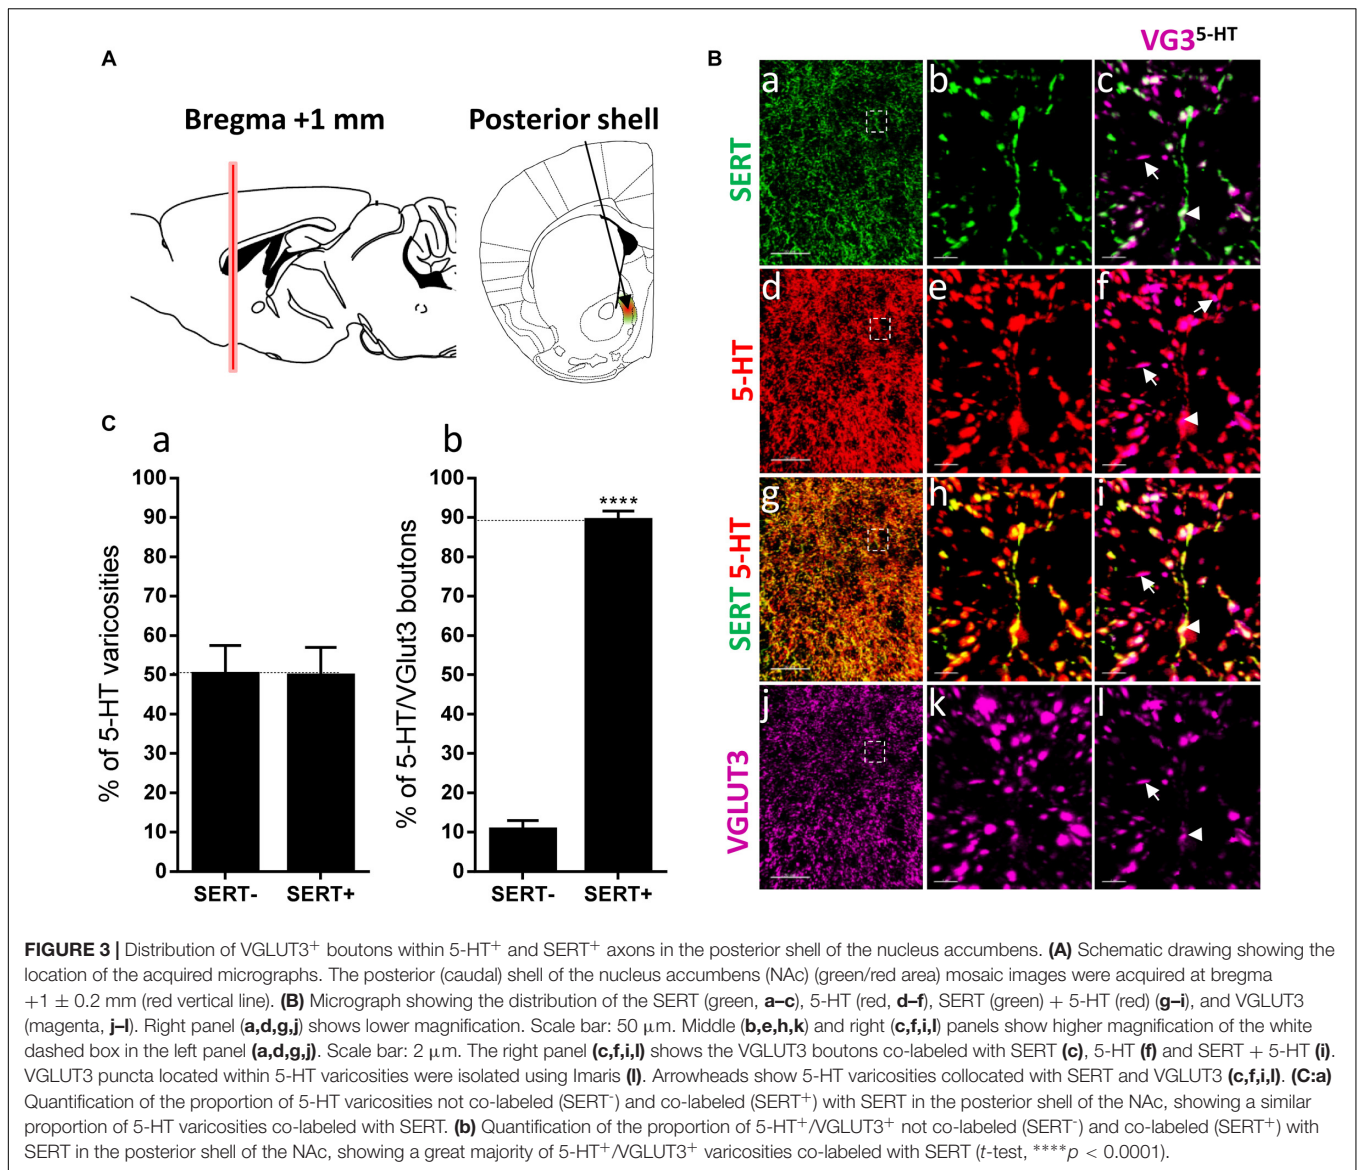 A
Bregma +1 mm
Posterior shell
B
VG3⁵⁻ᴴᵀ
a
b
c
SERT
d
e
f
5-HT
g
h
i
SERT 5-HT
j
k
l
VGLUT3
C
a
100
90
80
70
60
50
40
30
20
10
0
% of 5-HT varicosities
SERT-
SERT+
b
100
90
80
70
60
50
40
30
20
10
0
% of 5-HT/VGlut3 boutons
****
SERT-
SERT+
FIGURE 3 | Distribution of VGLUT3⁺ boutons within 5-HT⁺ and SERT⁺ axons in the posterior shell of the nucleus accumbens. (A) Schematic drawing showing the
location of the acquired micrographs. The posterior (caudal) shell of the nucleus accumbens (NAc) (green/red area) mosaic images were acquired at bregma
+1 ± 0.2 mm (red vertical line). (B) Micrograph showing the distribution of the SERT (green, a–c), 5-HT (red, d–f), SERT (green) + 5-HT (red) (g–i), and VGLUT3
(magenta, j–l). Right panel (a,d,g,j) shows lower magnification. Scale bar: 50 μm. Middle (b,e,h,k) and right (c,f,i,l) panels show higher magnification of the white
dashed box in the left panel (a,d,g,j). Scale bar: 2 μm. The right panel (c,f,i,l) shows the VGLUT3 boutons co-labeled with SERT (c), 5-HT (f) and SERT + 5-HT (i).
VGLUT3 puncta located within 5-HT varicosities were isolated using Imaris (l). Arrowheads show 5-HT varicosities collocated with SERT and VGLUT3 (c,f,i,l). (C:a)
Quantification of the proportion of 5-HT varicosities not co-labeled (SERT⁻) and co-labeled (SERT⁺) with SERT in the posterior shell of the NAc, showing a similar
proportion of 5-HT varicosities co-labeled with SERT. (b) Quantification of the proportion of 5-HT⁺/VGLUT3⁺ not co-labeled (SERT⁻) and co-labeled (SERT⁺) with
SERT in the posterior shell of the NAc, showing a great majority of 5-HT⁺/VGLUT3⁺ varicosities co-labeled with SERT (t-test, ****p < 0.0001).